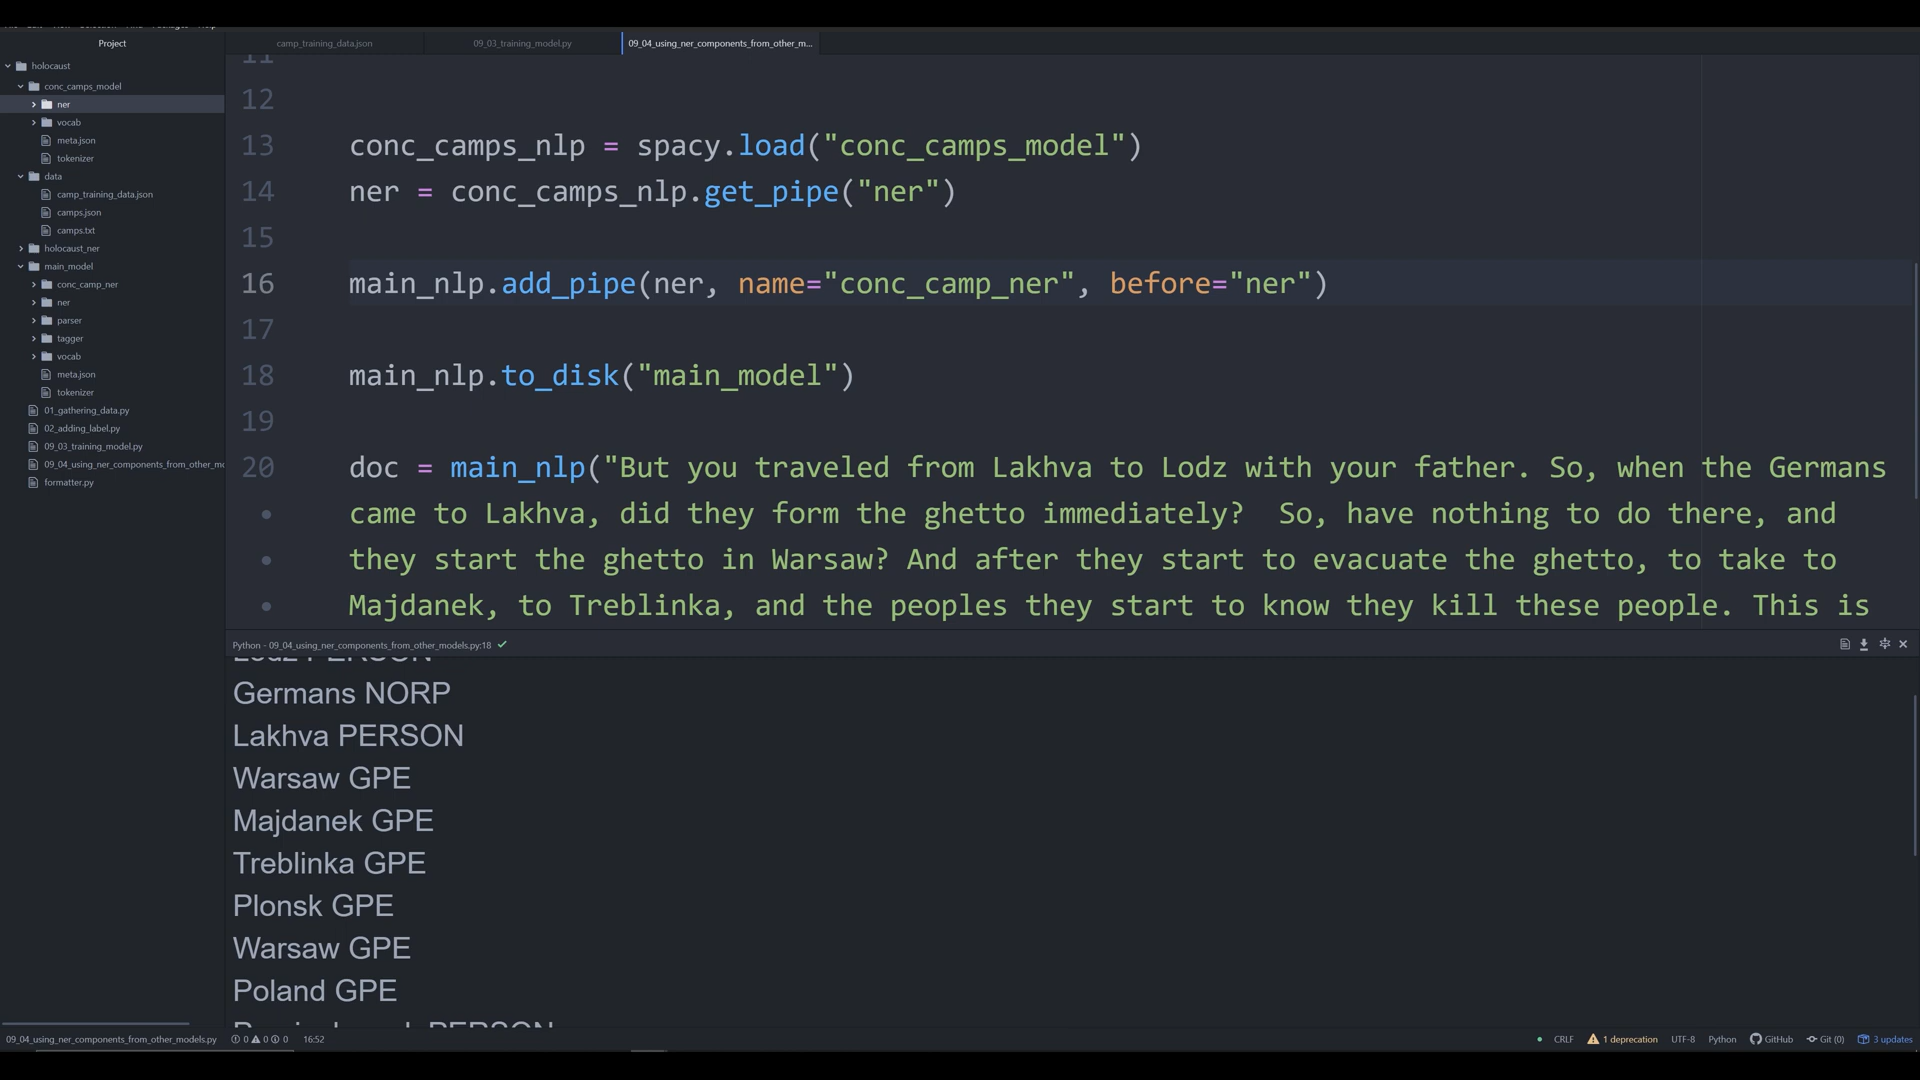 Project
camp_training_data.json
09_03_training_model.py
09_04_using_ner_components_from_other_m...
holocaust
conc_camps_model
ner
vocab
meta.json
tokenizer
data
camp_training_data.json
camps.json
camps.txt
holocaust_ner
main_model
conc_camp_ner
ner
parser
tagger
vocab
meta.json
tokenizer
01_gathering_data.py
02_adding_label.py
09_03_training_model.py
09_04_using_ner_components_from_other_mo
formatter.py
11
12
13 conc_camps_nlp = spacy.load("conc_camps_model")
14 ner = conc_camps_nlp.get_pipe("ner")
15
16 main_nlp.add_pipe(ner, name="conc_camp_ner", before="ner")
17
18 main_nlp.to_disk("main_model")
19
20 doc = main_nlp("But you traveled from Lakhva to Lodz with your father. So, when the Germans
• came to Lakhva, did they form the ghetto immediately?  So, have nothing to do there, and
• they start the ghetto in Warsaw? And after they start to evacuate the ghetto, to take to
• Majdanek, to Treblinka, and the peoples they start to know they kill these people. This is
Python - 09_04_using_ner_components_from_other_models.py:18
Lodz PERSON
Germans NORP
Lakhva PERSON
Warsaw GPE
Majdanek GPE
Treblinka GPE
Plonsk GPE
Warsaw GPE
Poland GPE
PERSON
09_04_using_ner_components_from_other_models.py 0 0 0 16:52
CRLF 1 deprecation UTF-8 Python GitHub Git (0) 3 updates